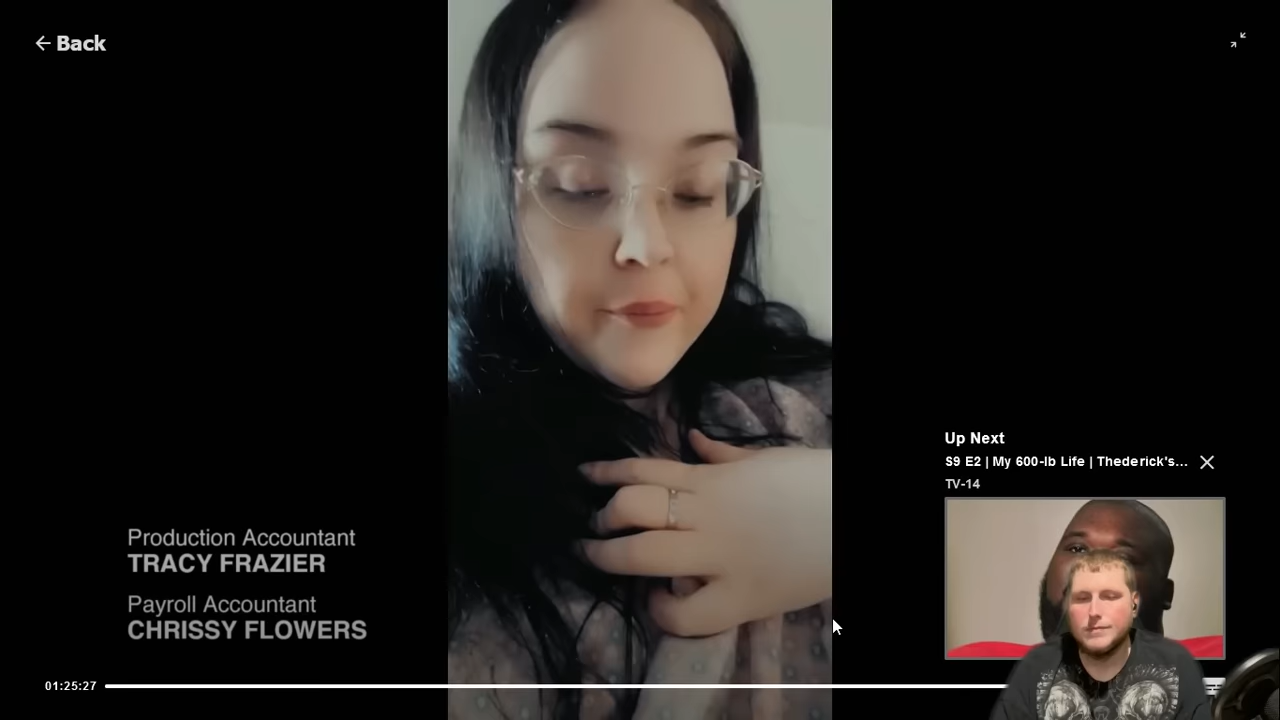 Back
Up Next
S9 E2 | My 600-lb Life | Thederick's...
TV-14
Production Accountant
TRACY FRAZIER
Payroll Accountant
CHRISSY FLOWERS
01:25:27